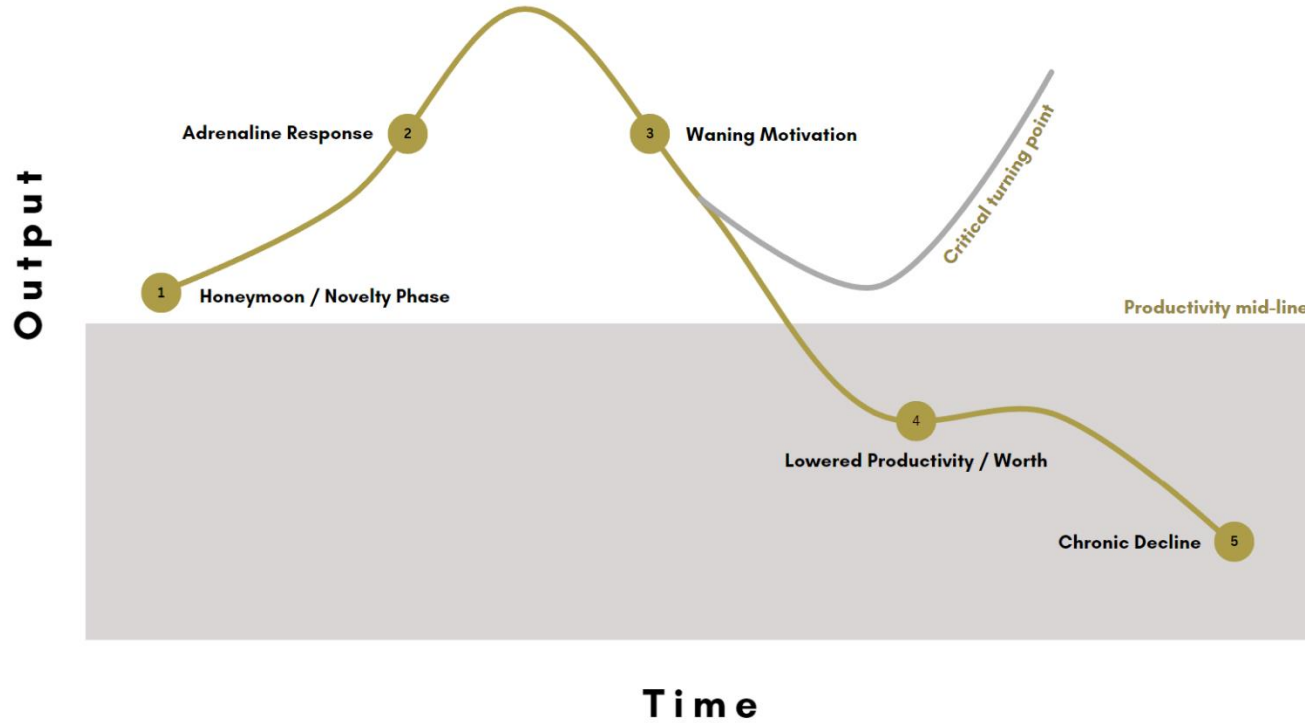 2
Adrenaline Response
3
Waning Motivation
Critical turning point
Output
1
Honeymoon / Novelty Phase
Productivity mid-line
4
Lowered Productivity / Worth
Chronic Decline
5
Time